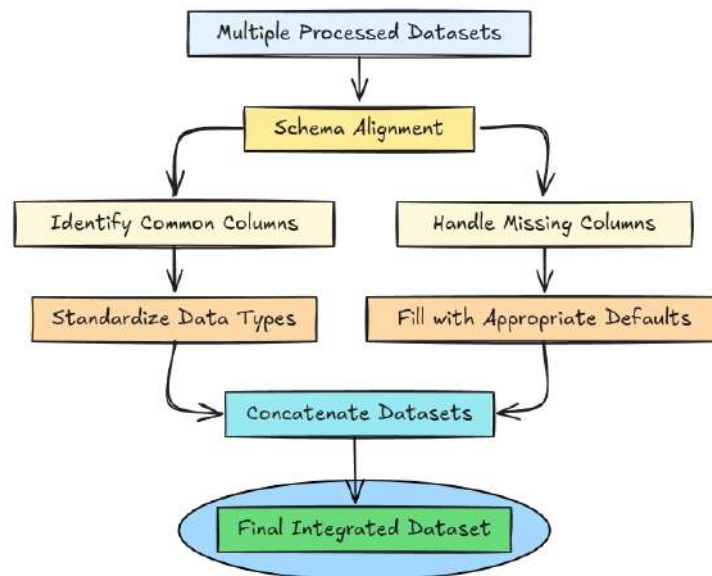 Multiple Processed Datasets
Schema Alignment
Identify Common Columns
Handle Missing Columns
Standardize Data Types
Fill with Appropriate Defaults
Concatenate Datasets
Final Integrated Dataset